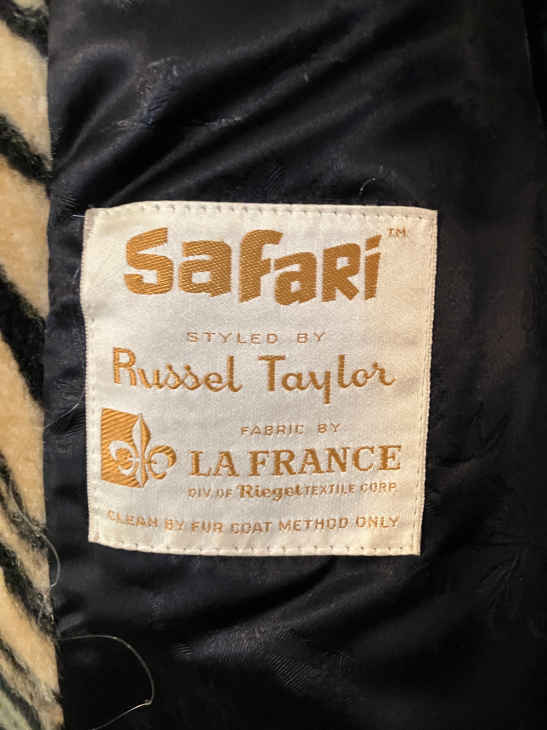 Safari™
STYLED BY
Russel Taylor
FABRIC BY
LA FRANCE
DIV. OF Riegel TEXTILE CORP.
CLEAN BY FUR COAT METHOD ONLY